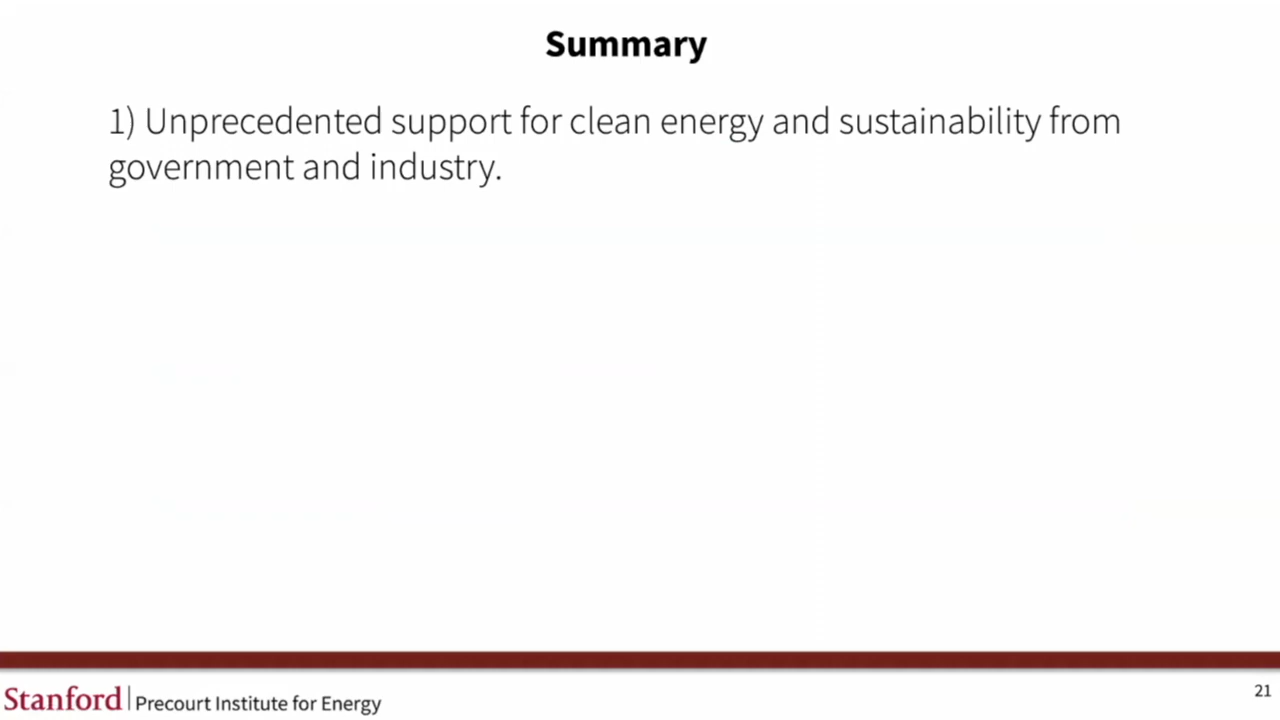 Summary
1) Unprecedented support for clean energy and sustainability from
government and industry.
Stanford | Precourt Institute for Energy
21